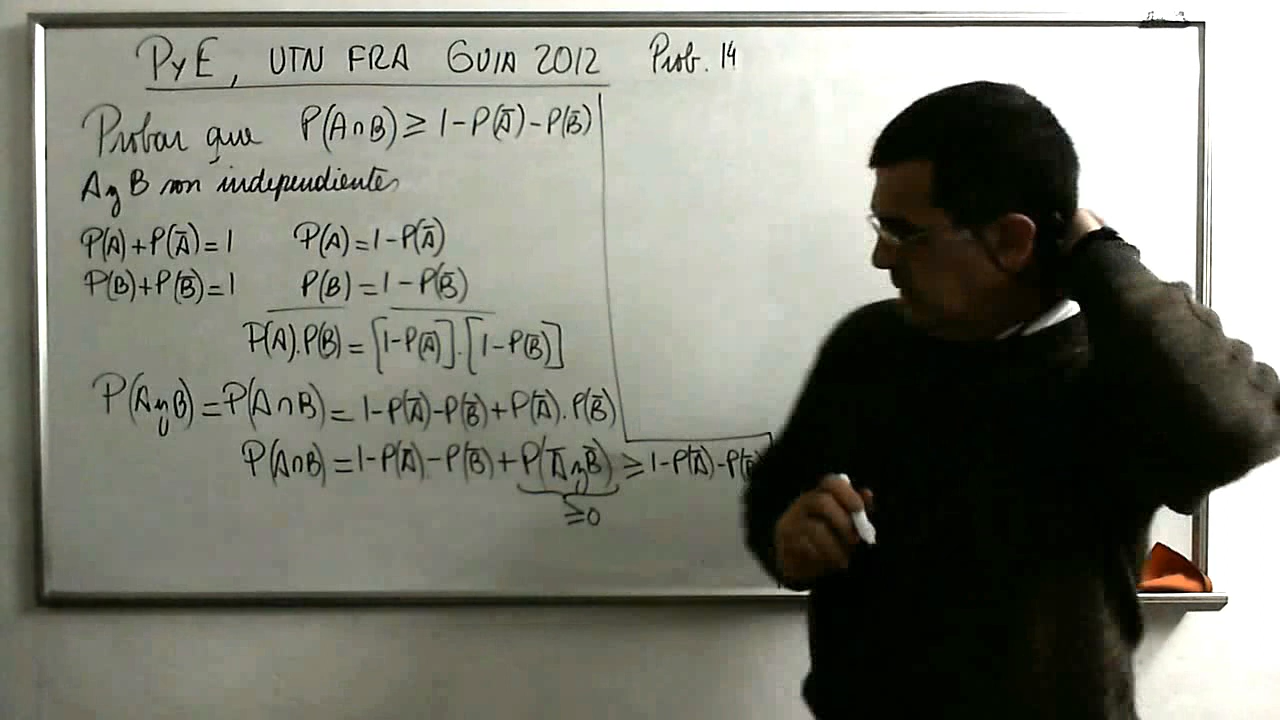 PyE, UTN FRA GUIA 2012 Prob. 14
Probar que P(A∩B) ≥ 1-P(A̅)-P(B̅)
A y B son independientes
P(A)+P(A̅)=1 P(A)=1-P(A̅)
P(B)+P(B̅)=1 P(B)=1-P(B̅)
P(A).P(B)=[1-P(A̅)].[1-P(B̅)]
P(A y B)=P(A∩B)=1-P(A̅)-P(B̅)+P(A̅).P(B̅)
P(A∩B)=1-P(A̅)-P(B̅)+P(A̅ y B̅) ≥ 1-P(A̅)-P(B̅
≥0